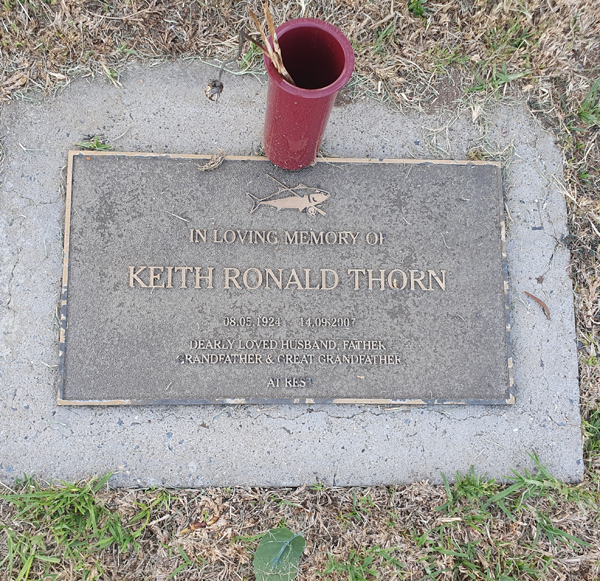 IN LOVING MEMORY OF
KEITH RONALD THORN
08.05.1924 - 14.09.2007
DEARLY LOVED HUSBAND, FATHER
GRANDFATHER & GREAT GRANDFATHER
AT REST